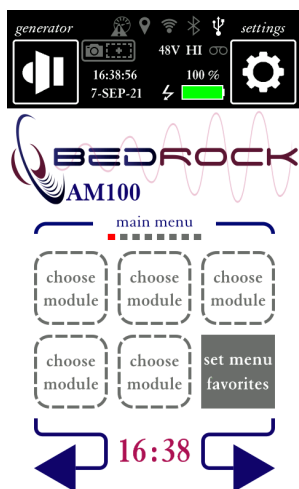 generator
settings
48V HI
16:38:56
100 %
7-SEP-21
BEDROCK
AM100
main menu
choose module
choose module
choose module
choose module
choose module
set menu favorites
16:38